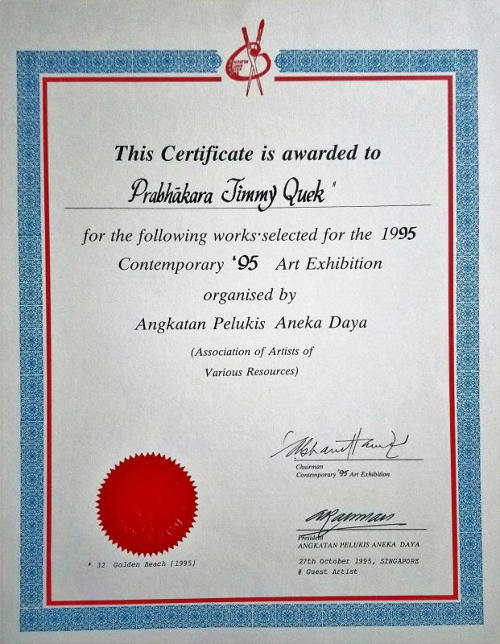 This Certificate is awarded to
Prabhākara Jimmy Quek "
for the following works selected for the 1995
Contemporary '95 Art Exhibition
organised by
Angkatan Pelukis Aneka Daya
(Association of Artists of
Various Resources)
Chairman
Contemporary '95 Art Exhibition
President
ANGKATAN PELUKIS ANEKA DAYA
* 32 Golden Beach (1995)
27th October 1995, SINGAPORE
# Guest Artist